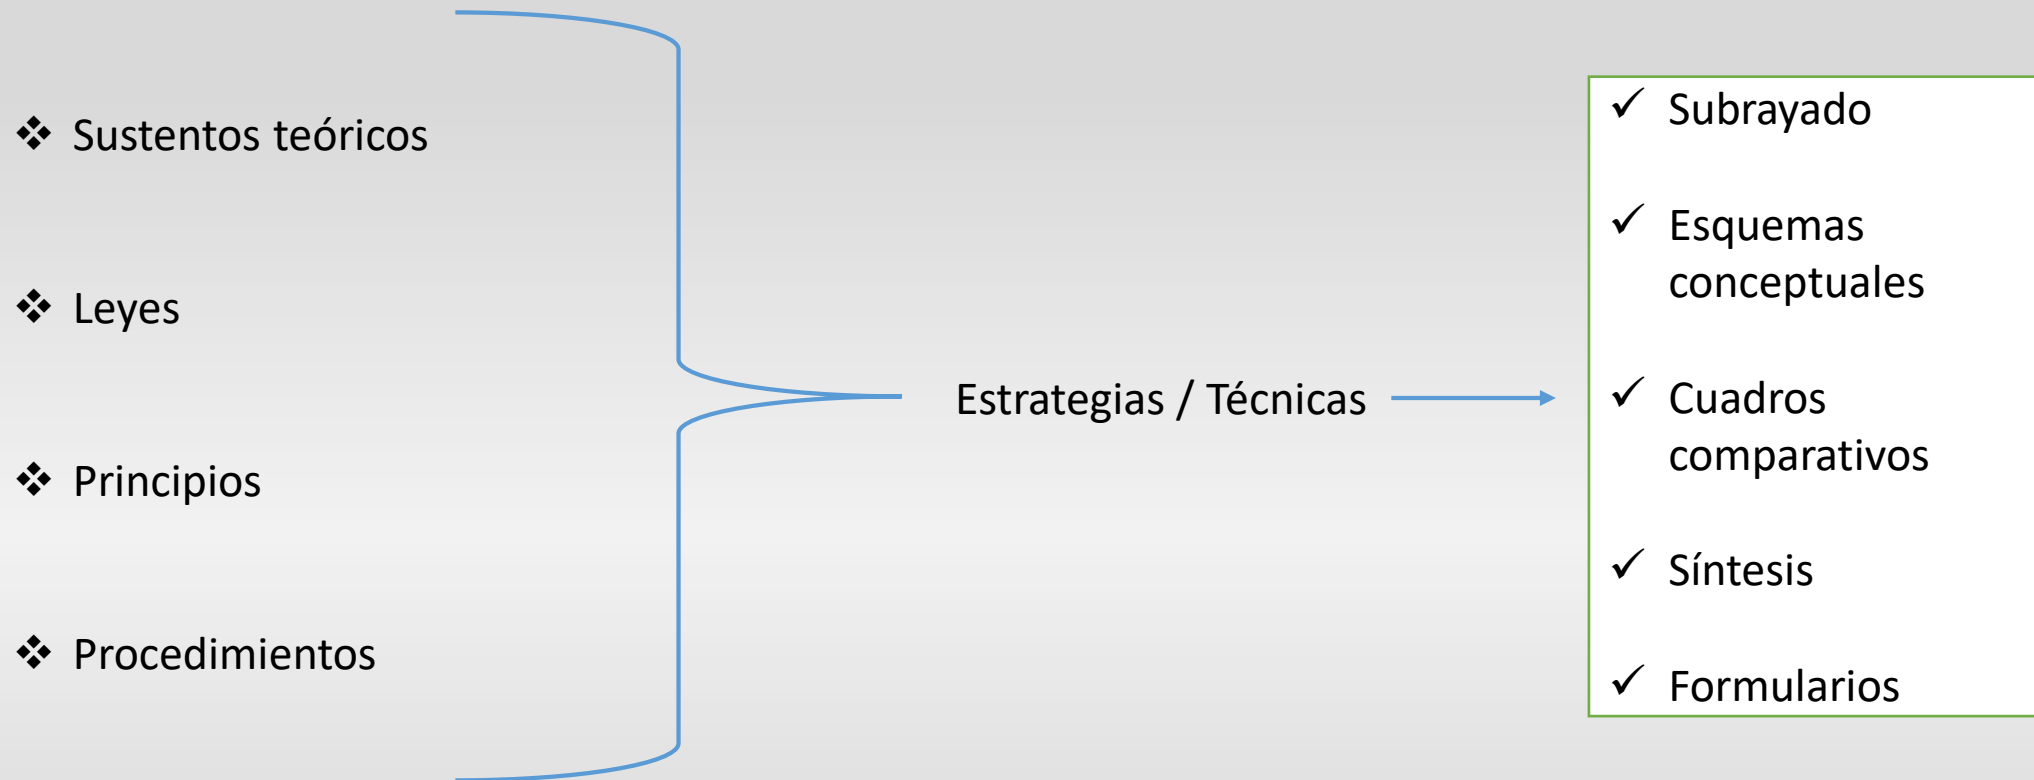 Sustentos teóricos
Leyes
Principios
Procedimientos
Estrategias / Técnicas
Subrayado
Esquemas
conceptuales
Cuadros
comparativos
Síntesis
Formularios